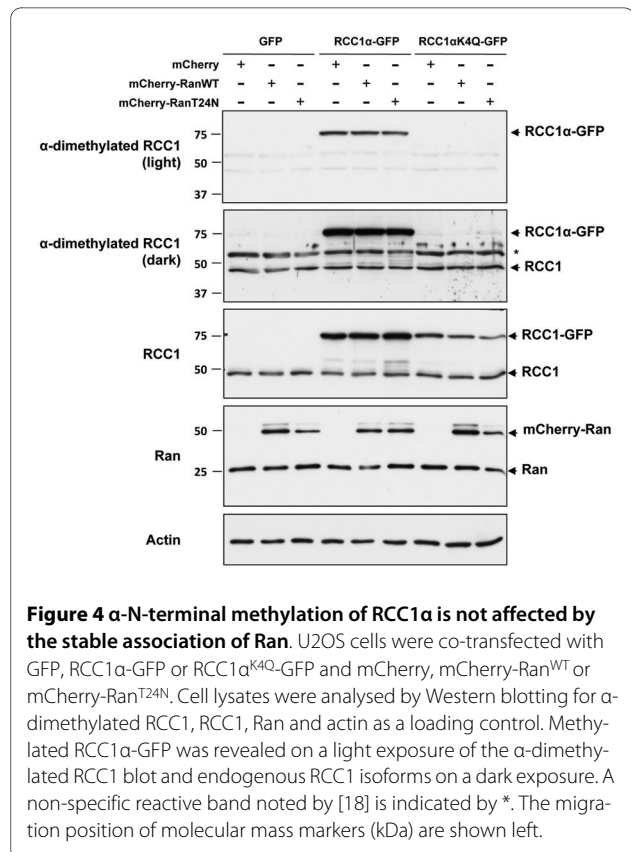 GFP RCC1α-GFP RCC1αK4Q-GFP
mCherry + - - + - - + - -
mCherry-RanWT - + - - + - - + -
mCherry-RanT24N - - + - - + - - +
α-dimethylated RCC1
(light)
75
50
37
RCC1α-GFP
α-dimethylated RCC1
(dark)
75
50
37
RCC1α-GFP
*
RCC1
RCC1
75
50
RCC1-GFP
RCC1
Ran
50
25
mCherry-Ran
Ran
Actin
Figure 4 α-N-terminal methylation of RCC1α is not affected by
the stable association of Ran. U2OS cells were co-transfected with
GFP, RCC1α-GFP or RCC1αK4Q-GFP and mCherry, mCherry-RanWT or
mCherry-RanT24N. Cell lysates were analysed by Western blotting for α-
dimethylated RCC1, RCC1, Ran and actin as a loading control. Methy-
lated RCC1α-GFP was revealed on a light exposure of the α-dimethy-
lated RCC1 blot and endogenous RCC1 isoforms on a dark exposure. A
non-specific reactive band noted by [18] is indicated by *. The migra-
tion position of molecular mass markers (kDa) are shown left.